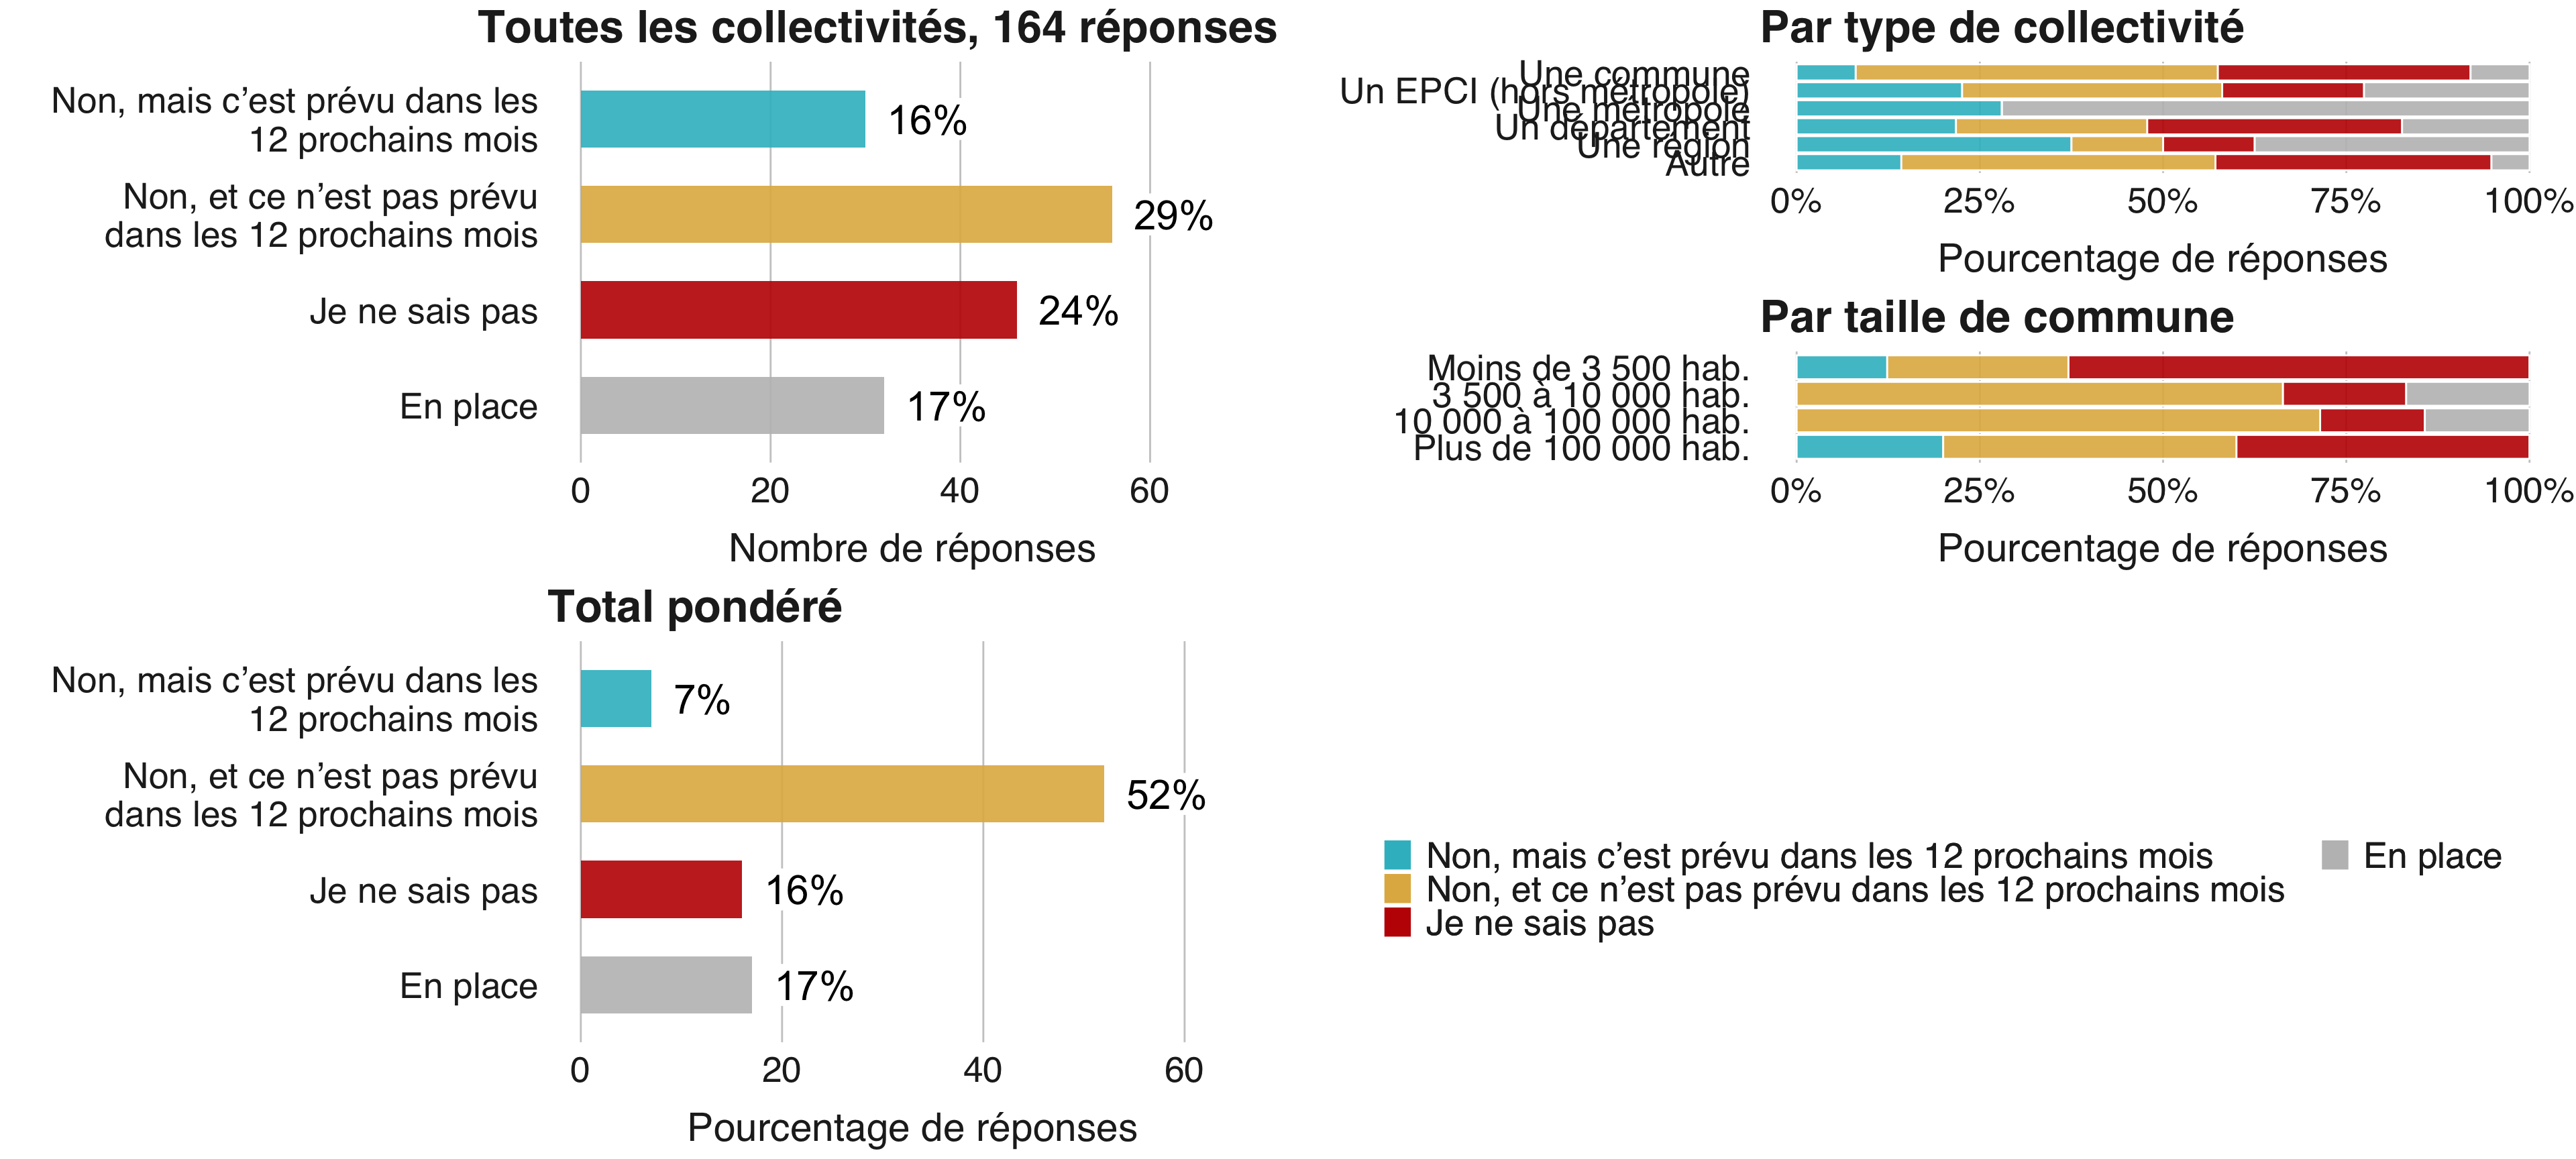 Toutes les collectivités, 164 réponses
Non, mais c’est prévu dans les
12 prochains mois
16%
Non, et ce n’est pas prévu
dans les 12 prochains mois
29%
Je ne sais pas
24%
En place
17%
0 20 40 60
Nombre de réponses
Par type de collectivité
Une commune
Un EPCI (hors métropole)
Une métropole
Un département
Une région
Autre
0% 25% 50% 75% 100%
Pourcentage de réponses
Par taille de commune
Moins de 3 500 hab.
3 500 à 10 000 hab.
10 000 à 100 000 hab.
Plus de 100 000 hab.
0% 25% 50% 75% 100%
Pourcentage de réponses
Total pondéré
Non, mais c’est prévu dans les
12 prochains mois
7%
Non, et ce n’est pas prévu
dans les 12 prochains mois
52%
Je ne sais pas
16%
En place
17%
0 20 40 60
Pourcentage de réponses
Non, mais c’est prévu dans les 12 prochains mois
Non, et ce n’est pas prévu dans les 12 prochains mois
Je ne sais pas
En place